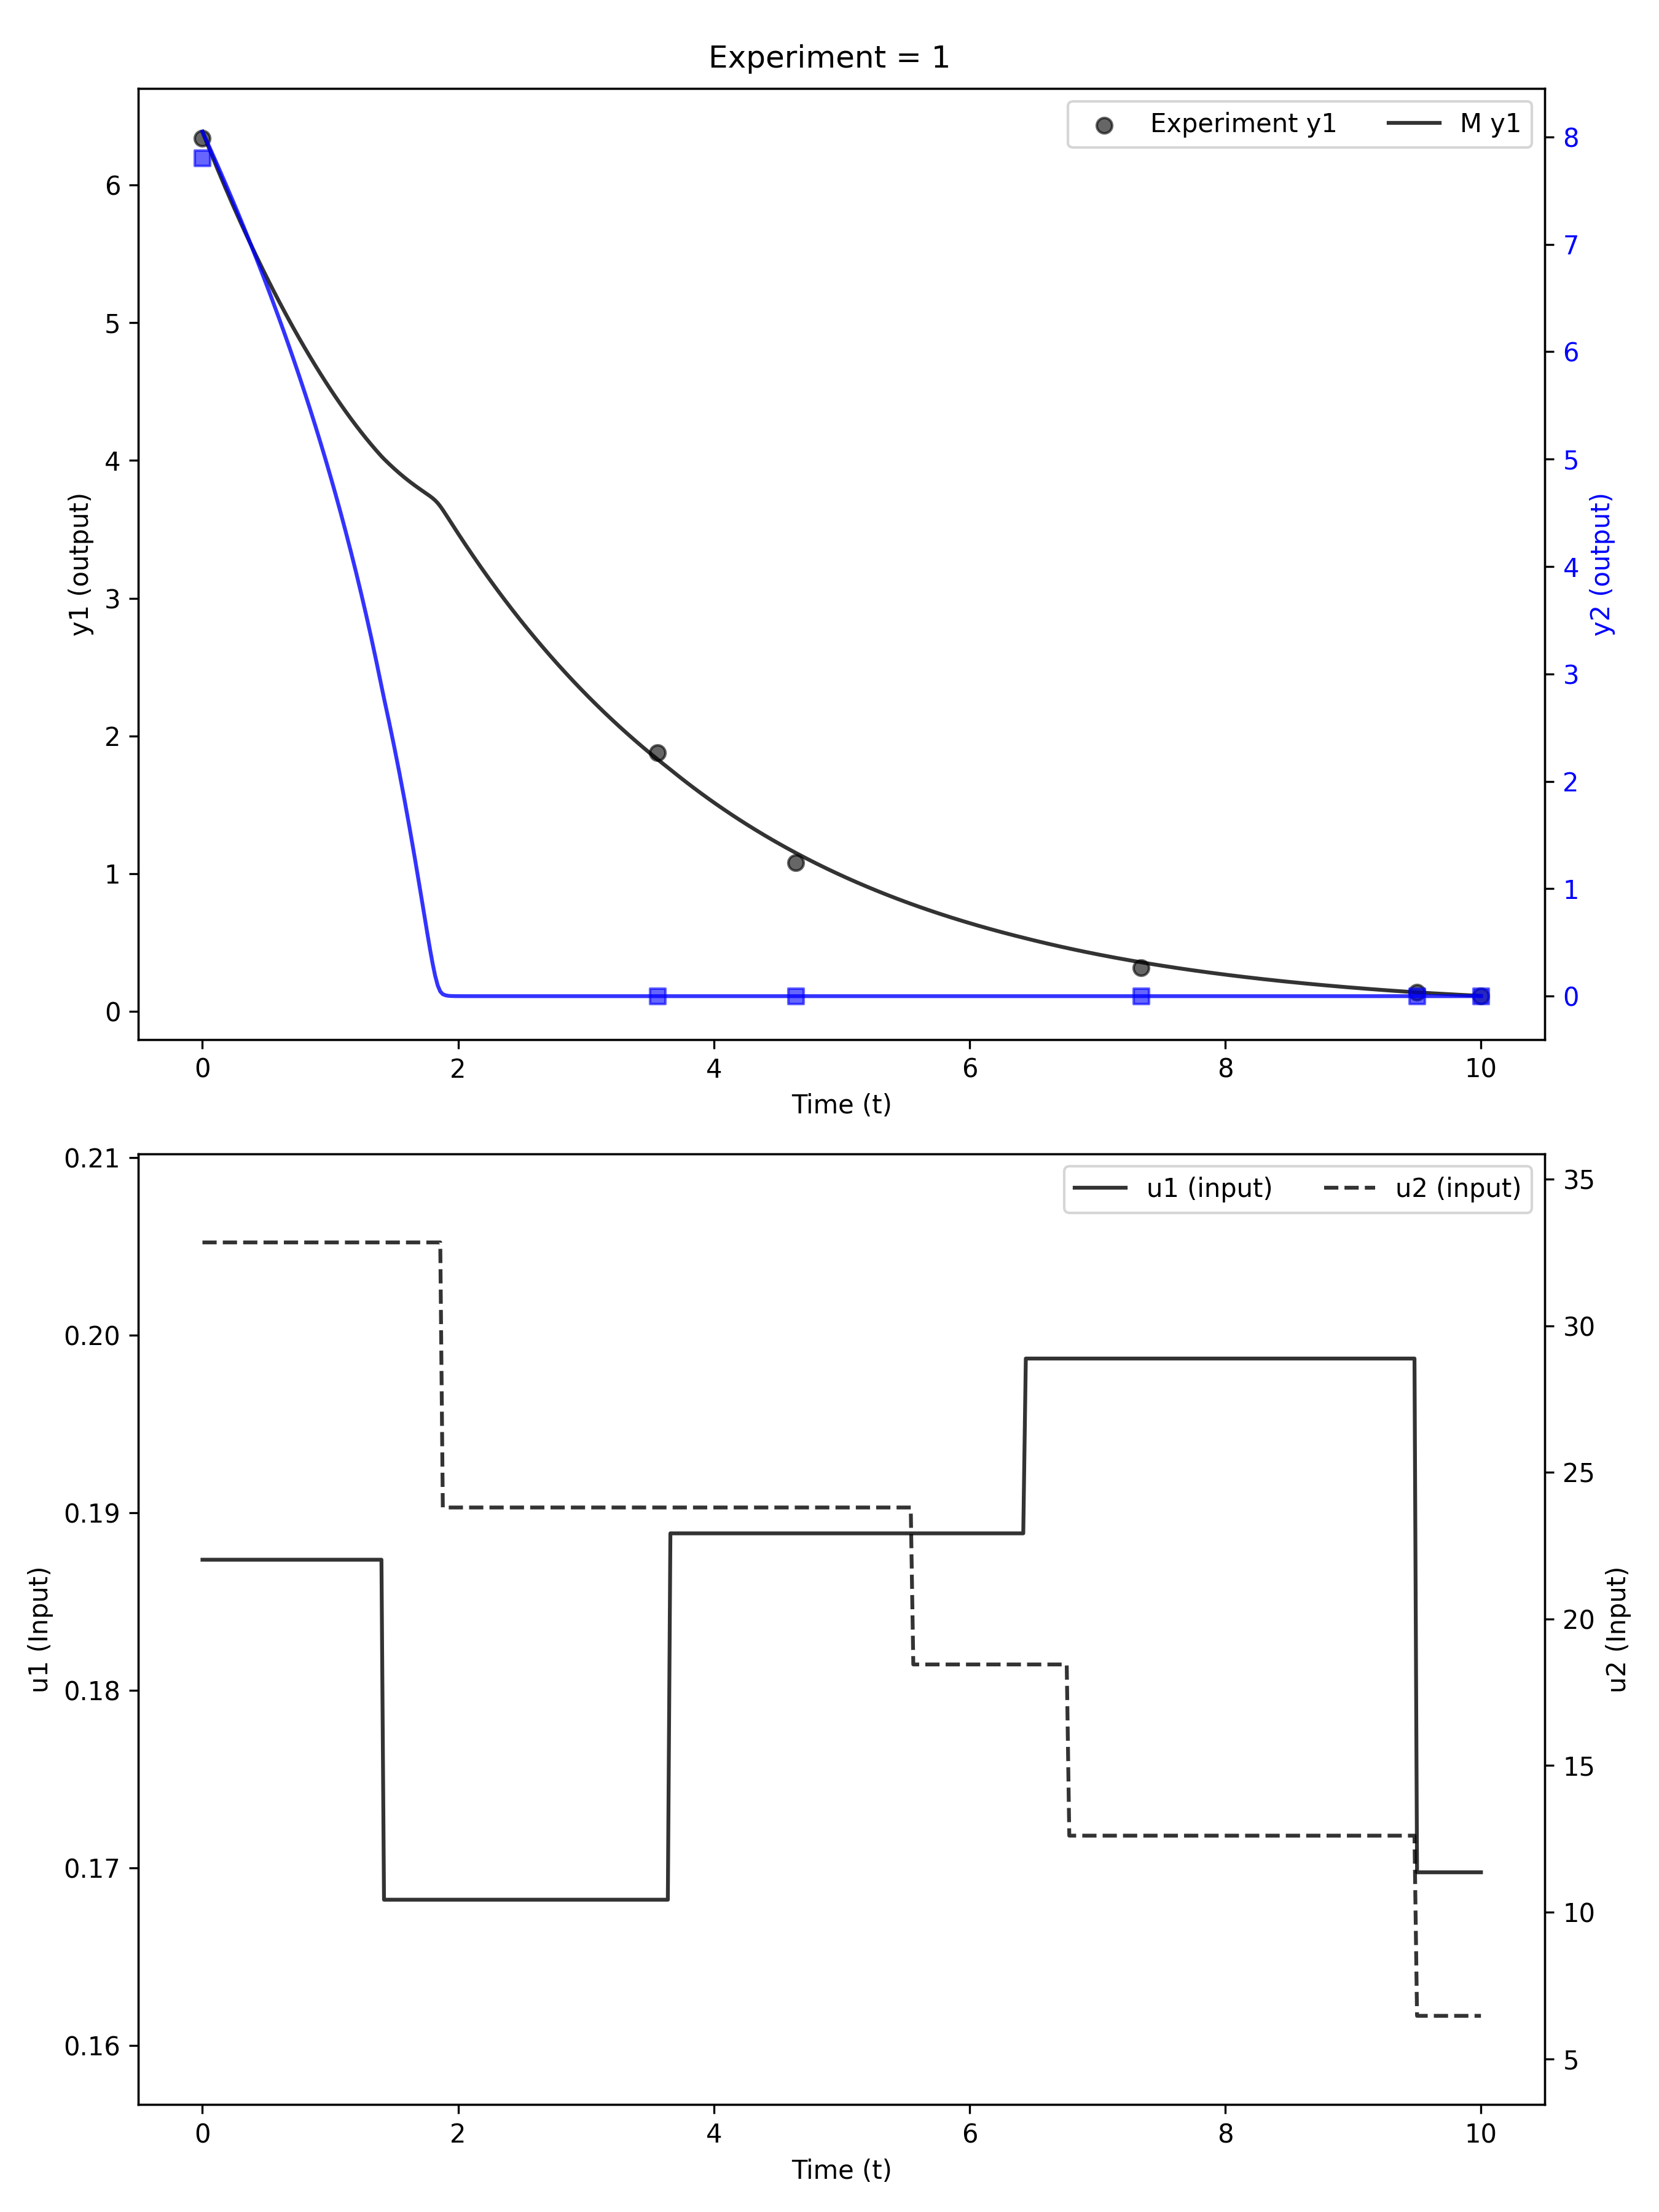 Experiment = 1
Experiment y1 M y1
6
5
4
3
2
1
0
y1 (output)
8
7
6
5
4
3
2
1
0
y2 (output)
0 2 4 6 8 10
Time (t)
u1 (input) u2 (input)
0.21
0.20
0.19
0.18
0.17
0.16
u1 (Input)
35
30
25
20
15
10
5
u2 (Input)
0 2 4 6 8 10
Time (t)